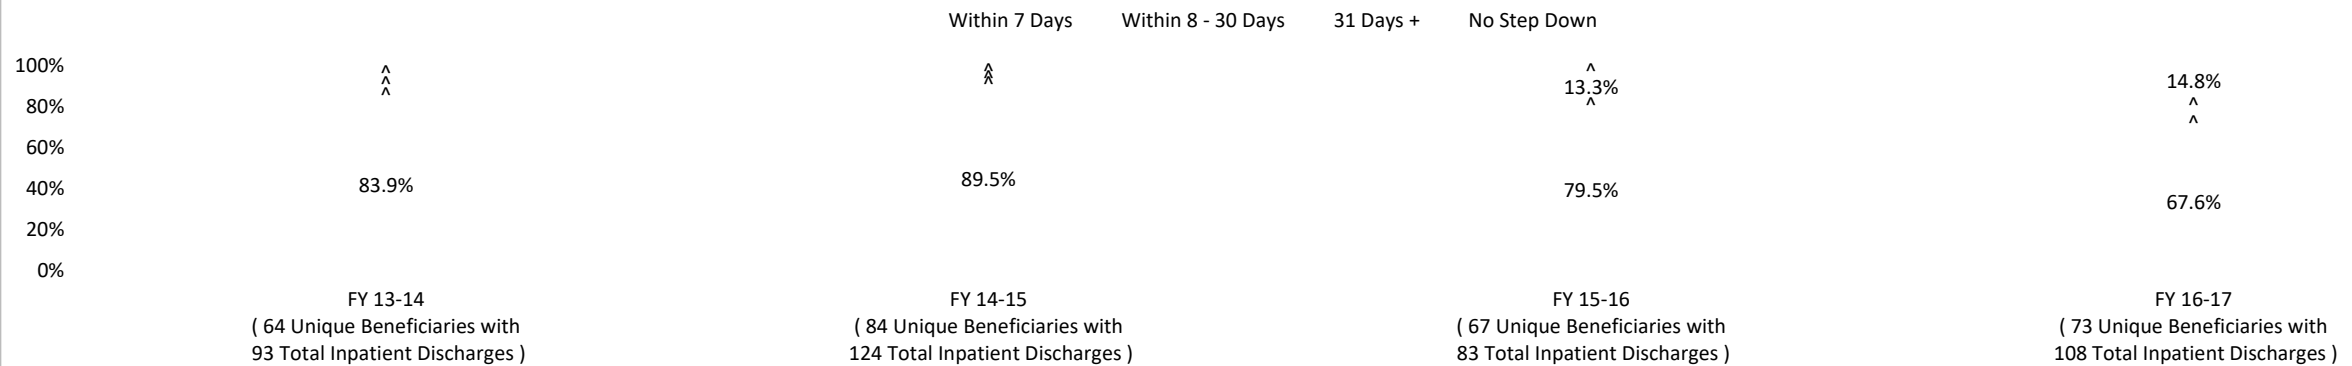 Within 7 Days Within 8 - 30 Days 31 Days + No Step Down
100%
80%
60%
40%
20%
0%
^
^
^
83.9%
^
^
^
89.5%
^
13.3%
^
79.5%
14.8%
^
^
67.6%
FY 13-14
( 64 Unique Beneficiaries with
93 Total Inpatient Discharges )
FY 14-15
( 84 Unique Beneficiaries with
124 Total Inpatient Discharges )
FY 15-16
( 67 Unique Beneficiaries with
83 Total Inpatient Discharges )
FY 16-17
( 73 Unique Beneficiaries with
108 Total Inpatient Discharges )